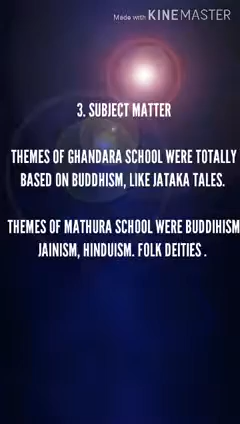 Made with KINEMASTER
3. SUBJECT MATTER
THEMES OF GHANDARA SCHOOL WERE TOTALLY
BASED ON BUDDHISM, LIKE JATAKA TALES.
THEMES OF MATHURA SCHOOL WERE BUDDIHISM
JAINISM, HINDUISM. FOLK DEITIES .